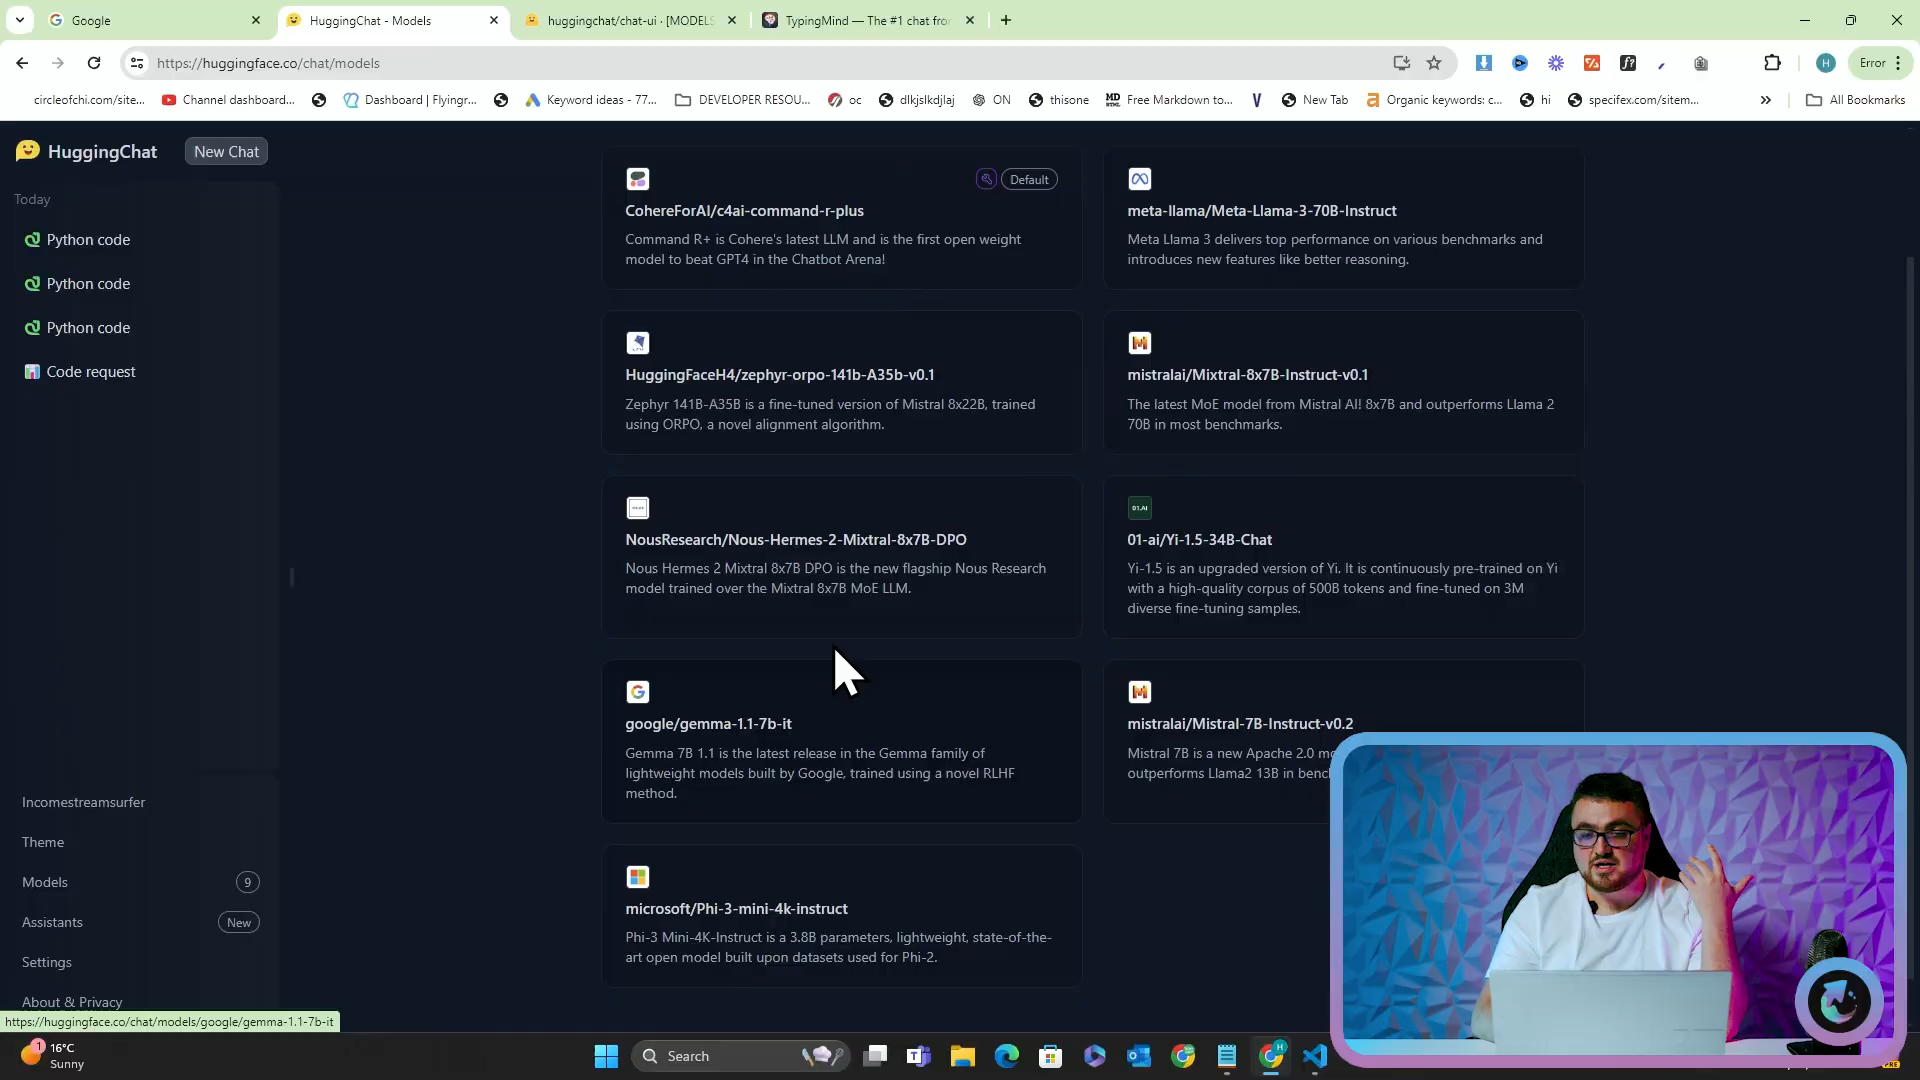 Google
HuggingChat - Models
huggingchat/chat-ui · [MODELS
TypingMind — The #1 chat fron
https://huggingface.co/chat/models
Error
circleofchi.com/site...
Channel dashboard...
Dashboard | Flyingr...
Keyword ideas - 77...
DEVELOPER RESOU...
oc
dlkjslkdjlaj
ON
thisone
Free Markdown to...
New Tab
Organic keywords: c...
hi
specifex.com/sitem...
All Bookmarks
HuggingChat
New Chat
Today
Python code
Python code
Python code
Code request
Incomestreamsurfer
Theme
Models
9
Assistants
New
Settings
About & Privacy
Default
CohereForAI/c4ai-command-r-plus
Command R+ is Cohere's latest LLM and is the first open weight
model to beat GPT4 in the Chatbot Arena!
meta-llama/Meta-Llama-3-70B-Instruct
Meta Llama 3 delivers top performance on various benchmarks and
introduces new features like better reasoning.
HuggingFaceH4/zephyr-orpo-141b-A35b-v0.1
Zephyr 141B-A35B is a fine-tuned version of Mistral 8x22B, trained
using ORPO, a novel alignment algorithm.
mistralai/Mixtral-8x7B-Instruct-v0.1
The latest MoE model from Mistral AI! 8x7B and outperforms Llama 2
70B in most benchmarks.
NousResearch/Nous-Hermes-2-Mixtral-8x7B-DPO
Nous Hermes 2 Mixtral 8x7B DPO is the new flagship Nous Research
model trained over the Mixtral 8x7B MoE LLM.
01.AI
01-ai/Yi-1.5-34B-Chat
Yi-1.5 is an upgraded version of Yi. It is continuously pre-trained on Yi
with a high-quality corpus of 500B tokens and fine-tuned on 3M
diverse fine-tuning samples.
google/gemma-1.1-7b-it
Gemma 7B 1.1 is the latest release in the Gemma family of
lightweight models built by Google, trained using a novel RLHF
method.
mistralai/Mistral-7B-Instruct-v0.2
Mistral 7B is a new Apache 2.0 mo
outperforms Llama2 13B in benc
microsoft/Phi-3-mini-4k-instruct
Phi-3 Mini-4K-Instruct is a 3.8B parameters, lightweight, state-of-the-
art open model built upon datasets used for Phi-2.
https://huggingface.co/chat/models/google/gemma-1.1-7b-it
1
16°C
Sunny
Search
PRE